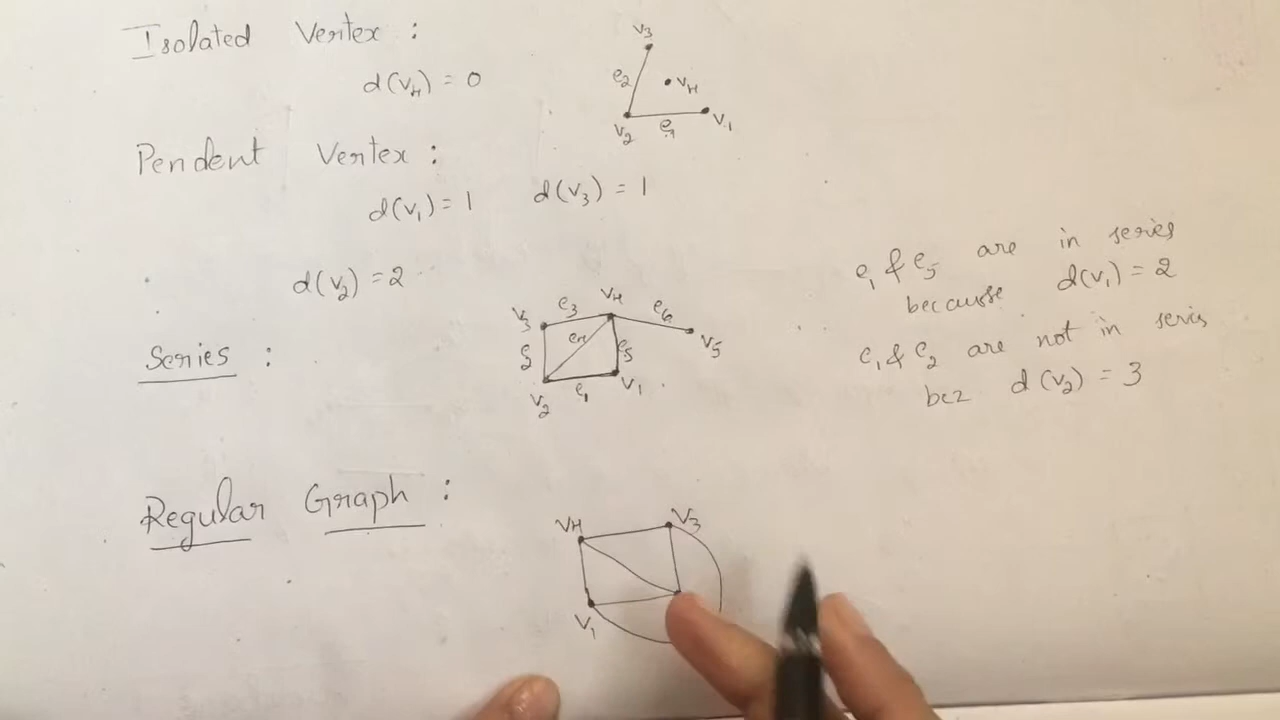 Isolated Vertex :
d(V4) = 0
V3
e2
V4
V2
e1
V1
Pendent Vertex :
d(V1) = 1 d(V3) = 1
d(V2) = 2
Series :
V3
e3
V4
e6
V5
e2
e4
e5
V2
e1
V1
e1 & e5 are in series
because d(V1) = 2
e1 & e2 are not in series
bcz d(V2) = 3
Regular Graph :
V4
V3
V1